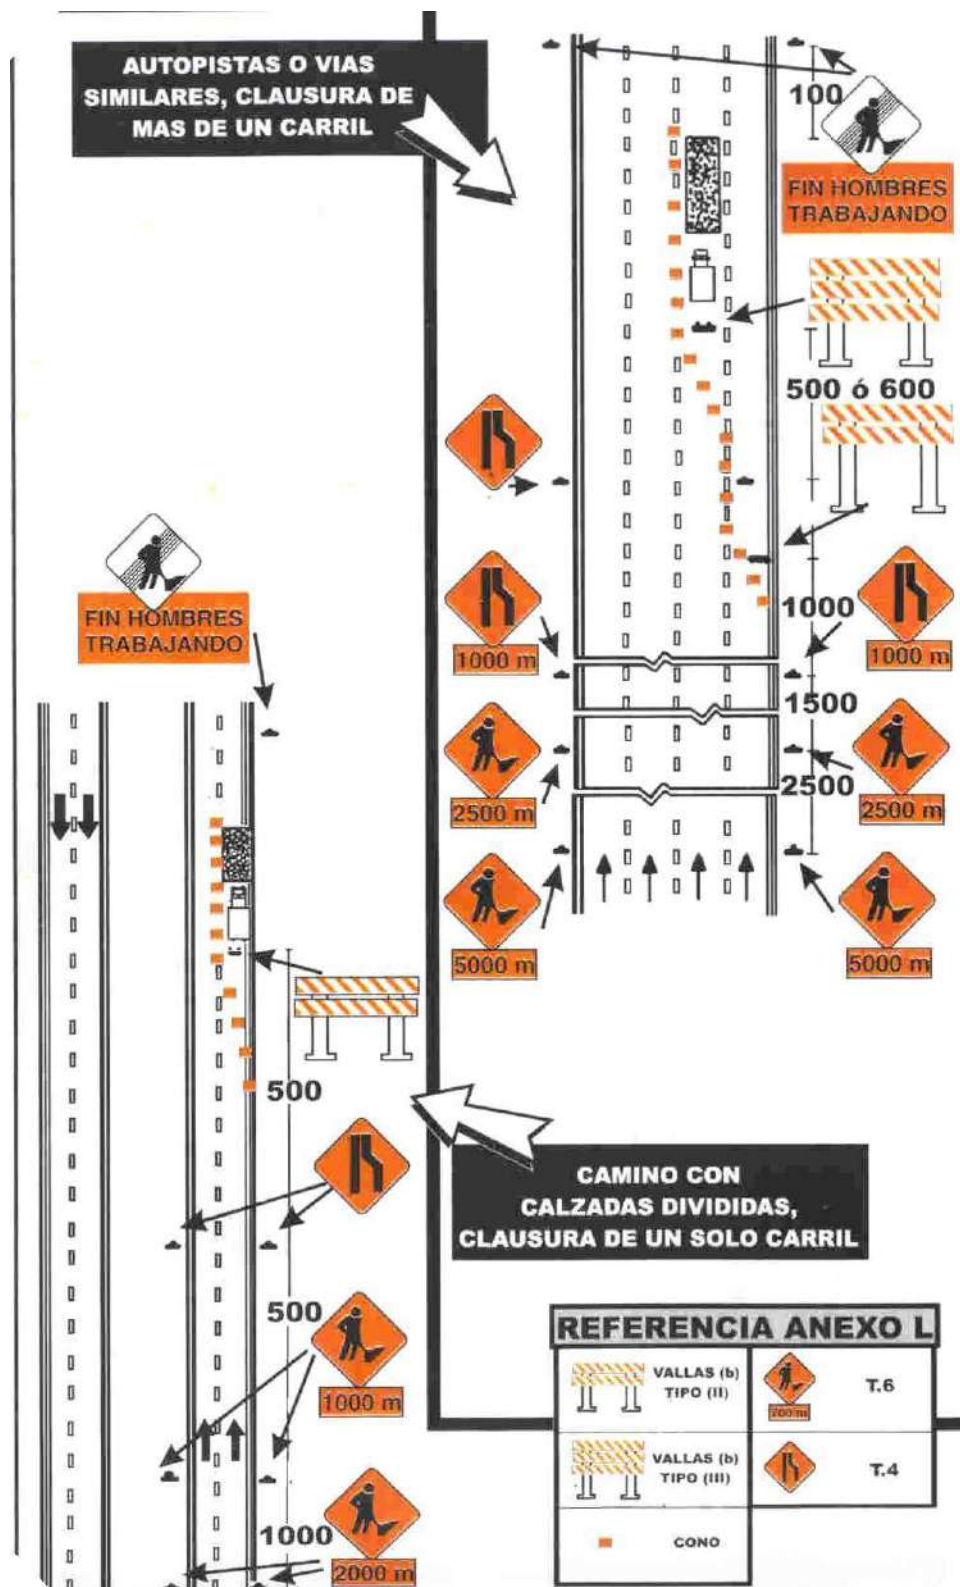 AUTOPISTAS O VIAS
SIMILARES, CLAUSURA DE
MAS DE UN CARRIL
100
FIN HOMBRES
TRABAJANDO
500 ó 600
1000
1000 m
1000 m
1500
2500 m
2500 m
2500
5000 m
5000 m
FIN HOMBRES
TRABAJANDO
500
500
1000 m
1000
2000 m
CAMINO CON
CALZADAS DIVIDIDAS,
CLAUSURA DE UN SOLO CARRIL
REFERENCIA ANEXO L
VALLAS (b)
TIPO (II)
700 m
T.6
VALLAS (b)
TIPO (III)
T.4
CONO